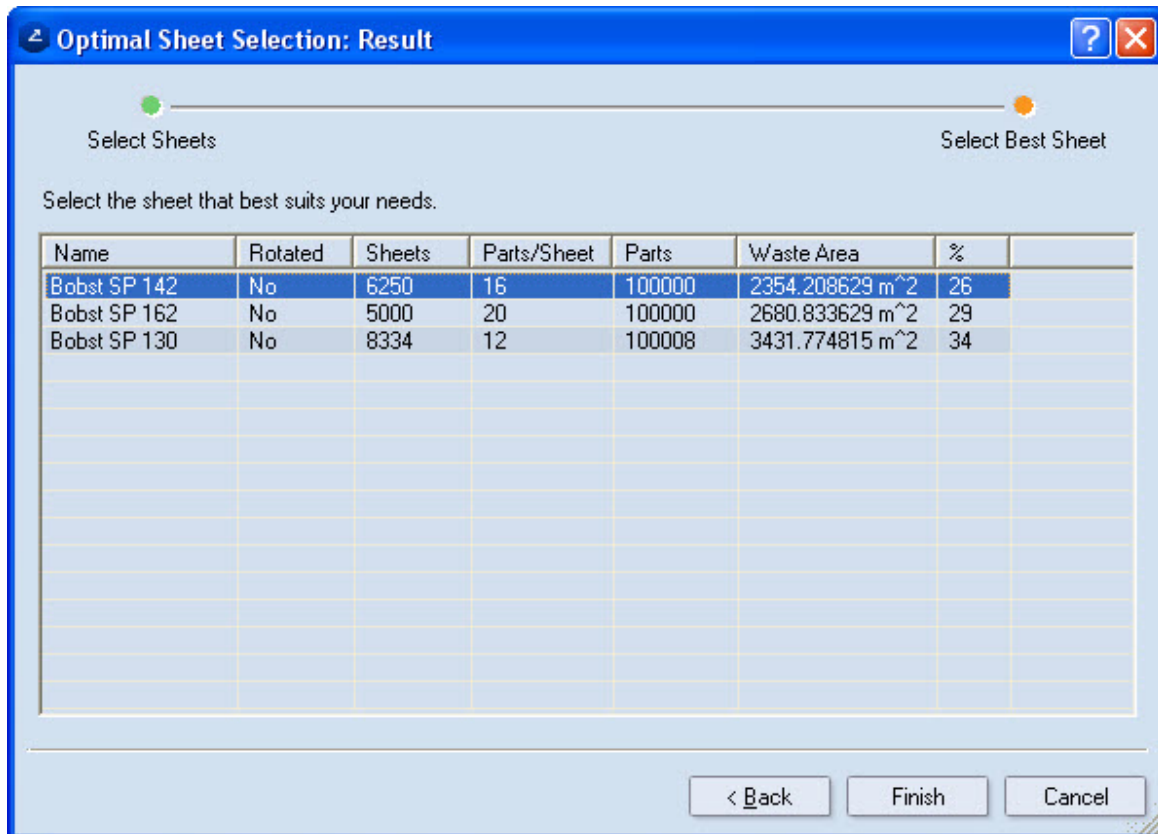 Optimal Sheet Selection: Result
Select Sheets Select Best Sheet
Select the sheet that best suits your needs.
Name Rotated Sheets Parts/Sheet Parts Waste Area %
Bobst SP 142 No 6250 16 100000 2354.208629 m^2 26
Bobst SP 162 No 5000 20 100000 2680.833629 m^2 29
Bobst SP 130 No 8334 12 100008 3431.774815 m^2 34
< Back Finish Cancel